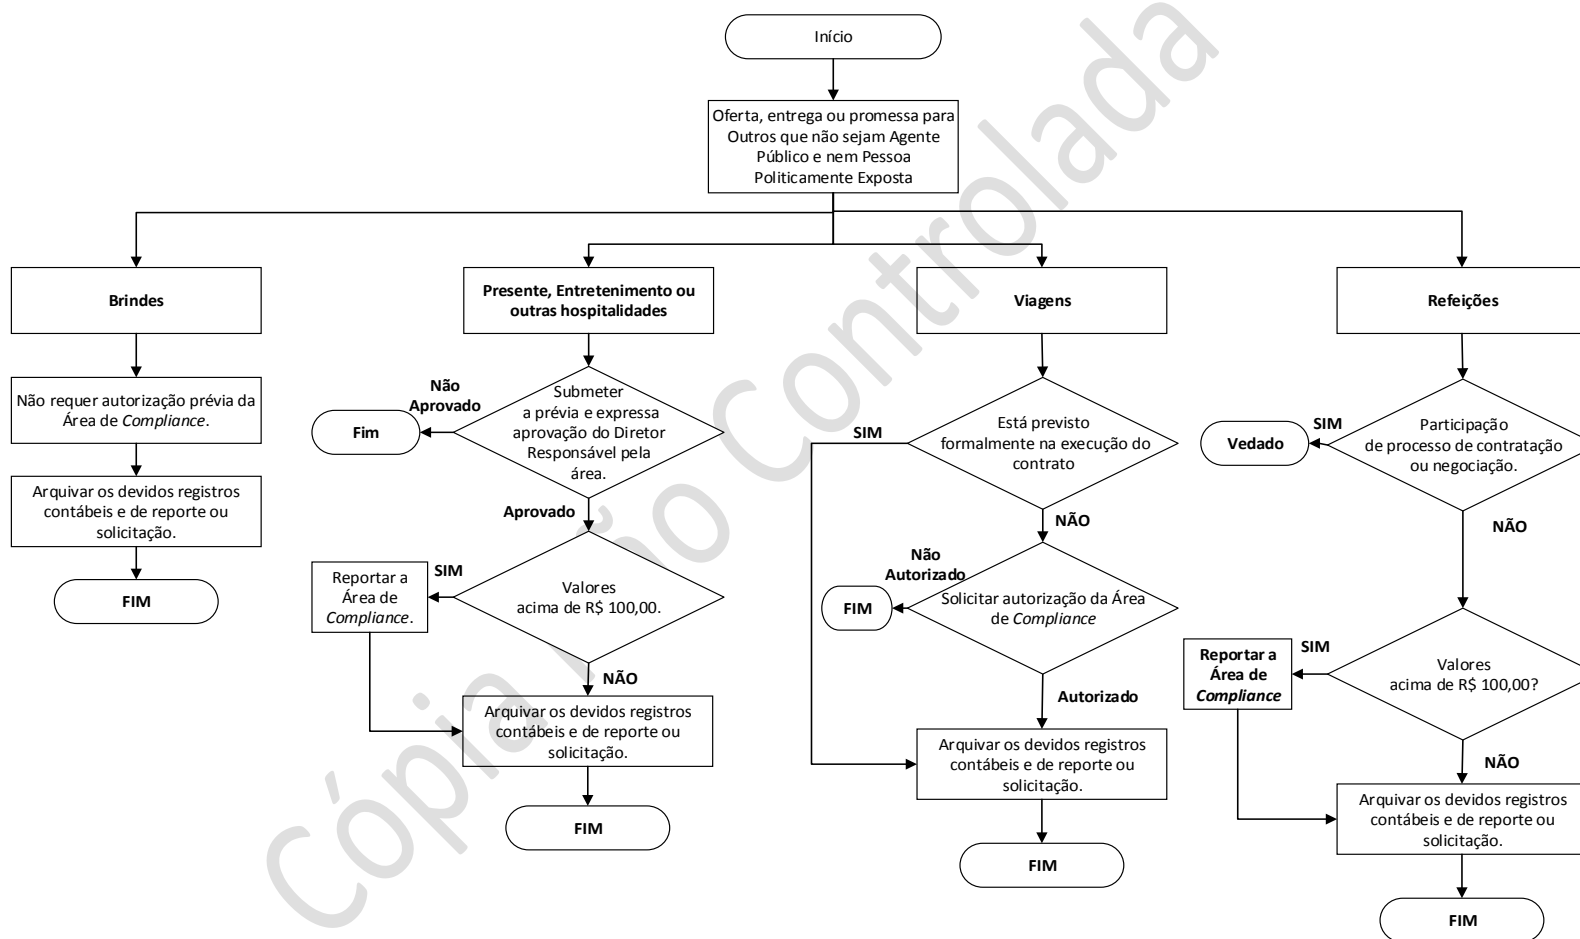 Início
Oferta, entrega ou promessa para
Outros que não sejam Agente
Público e nem Pessoa
Politicamente Exposta
Brindes
Não requer autorização prévia da
Área de Compliance.
Arquivar os devidos registros
contábeis e de reporte ou
solicitação.
FIM
Presente, Entretenimento ou
outras hospitalidades
Submeter
a prévia e expressa
aprovação do Diretor
Responsável pela
área.
Não
Aprovado
Fim
Aprovado
Valores
acima de R$ 100,00.
SIM
Reportar a
Área de
Compliance.
NÃO
Arquivar os devidos registros
contábeis e de reporte ou
solicitação.
FIM
Viagens
Está previsto
formalmente na execução do
contrato
SIM
NÃO
Solicitar autorização da Área
de Compliance
Não
Autorizado
FIM
Autorizado
Arquivar os devidos registros
contábeis e de reporte ou
solicitação.
FIM
Refeições
Participação
de processo de contratação
ou negociação.
SIM
Vedado
NÃO
Valores
acima de R$ 100,00?
SIM
Reportar a
Área de
Compliance
NÃO
Arquivar os devidos registros
contábeis e de reporte ou
solicitação.
FIM
Cópia Não Controlada